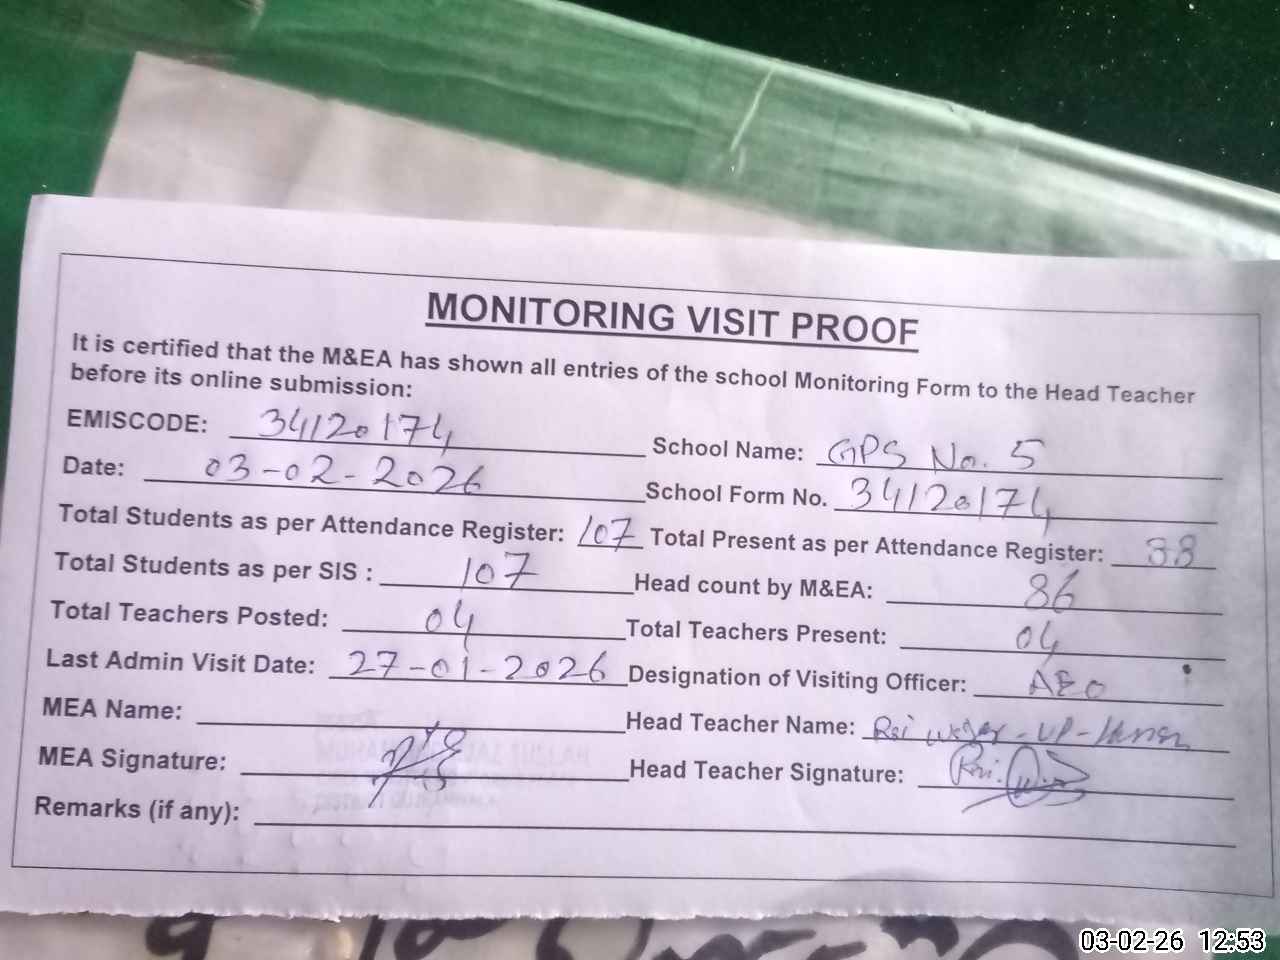 MONITORING VISIT PROOF
It is certified that the M&EA has shown all entries of the school Monitoring Form to the Head Teacher
before its online submission:
EMISCODE: 34120174 School Name: GPS No. 5
Date: 03-02-2026 School Form No. 34120174
Total Students as per Attendance Register: 107 Total Present as per Attendance Register:
Total Students as per SIS : 107 Head count by M&EA: 86
Total Teachers Posted: 04 Total Teachers Present: 04
Last Admin Visit Date: 27-01-2026 Designation of Visiting Officer: AEO
MEA Name: Head Teacher Name: Rai
MEA Signature: Head Teacher Signature:
Remarks (if any):
03-02-26 12:53